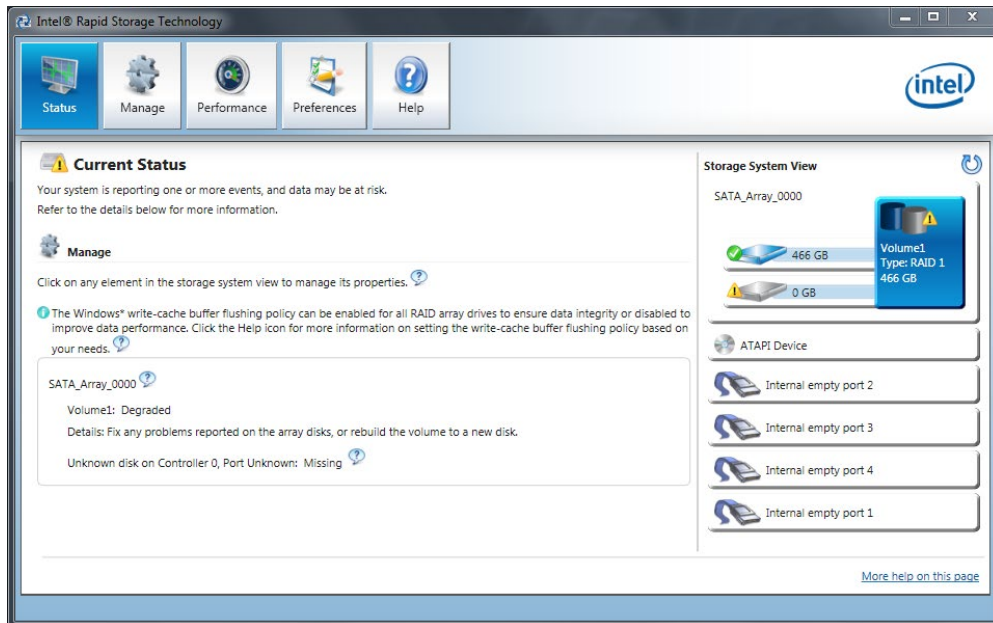 Intel® Rapid Storage Technology
Status
Manage
Performance
Preferences
Help
intel
Current Status
Your system is reporting one or more events, and data may be at risk.
Refer to the details below for more information.
Manage
Click on any element in the storage system view to manage its properties.
The Windows* write-cache buffer flushing policy can be enabled for all RAID array drives to ensure data integrity or disabled to
improve data performance. Click the Help icon for more information on setting the write-cache buffer flushing policy based on
your needs.
SATA_Array_0000
Volume1: Degraded
Details: Fix any problems reported on the array disks, or rebuild the volume to a new disk.
Unknown disk on Controller 0, Port Unknown: Missing
Storage System View
SATA_Array_0000
466 GB
0 GB
Volume1
Type: RAID 1
466 GB
ATAPI Device
Internal empty port 2
Internal empty port 3
Internal empty port 4
Internal empty port 1
More help on this page